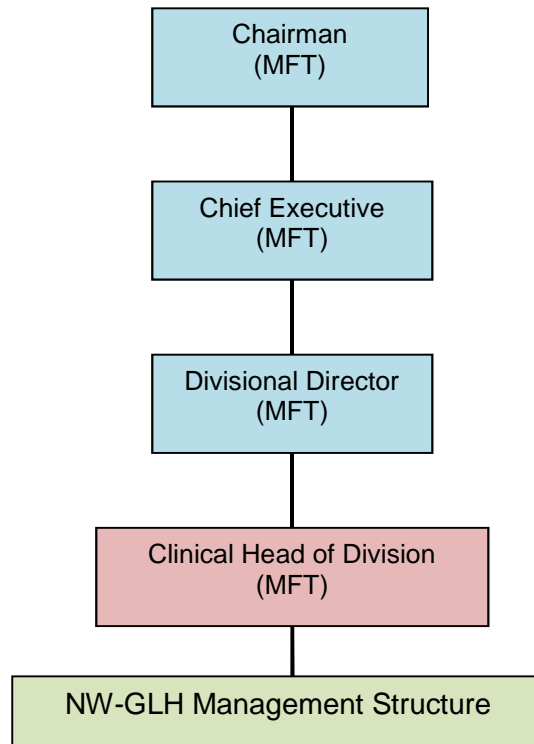 Chairman
(MFT)
Chief Executive
(MFT)
Divisional Director
(MFT)
Clinical Head of Division
(MFT)
NW-GLH Management Structure